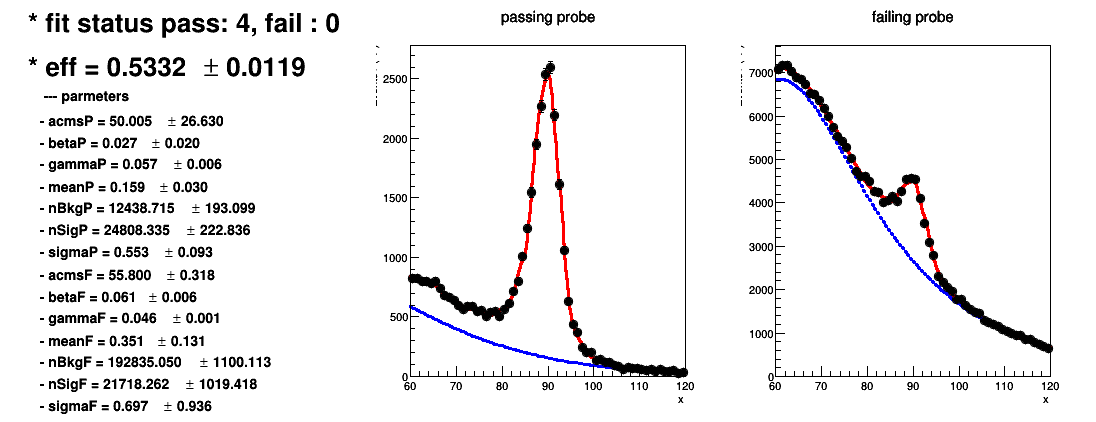 * fit status pass: 4, fail : 0
* eff = 0.5332 ± 0.0119
--- parmeters
- acmsP = 50.005 ± 26.630
- betaP = 0.027 ± 0.020
- gammaP = 0.057 ± 0.006
- meanP = 0.159 ± 0.030
- nBkgP = 12438.715 ± 193.099
- nSigP = 24808.335 ± 222.836
- sigmaP = 0.553 ± 0.093
- acmsF = 55.800 ± 0.318
- betaF = 0.061 ± 0.006
- gammaF = 0.046 ± 0.001
- meanF = 0.351 ± 0.131
- nBkgF = 192835.050 ± 1100.113
- nSigF = 21718.262 ± 1019.418
- sigmaF = 0.697 ± 0.936
passing probe
2500
2000
1500
1000
500
0
60 70 80 90 100 110 120
x
failing probe
7000
6000
5000
4000
3000
2000
1000
0
60 70 80 90 100 110 120
x